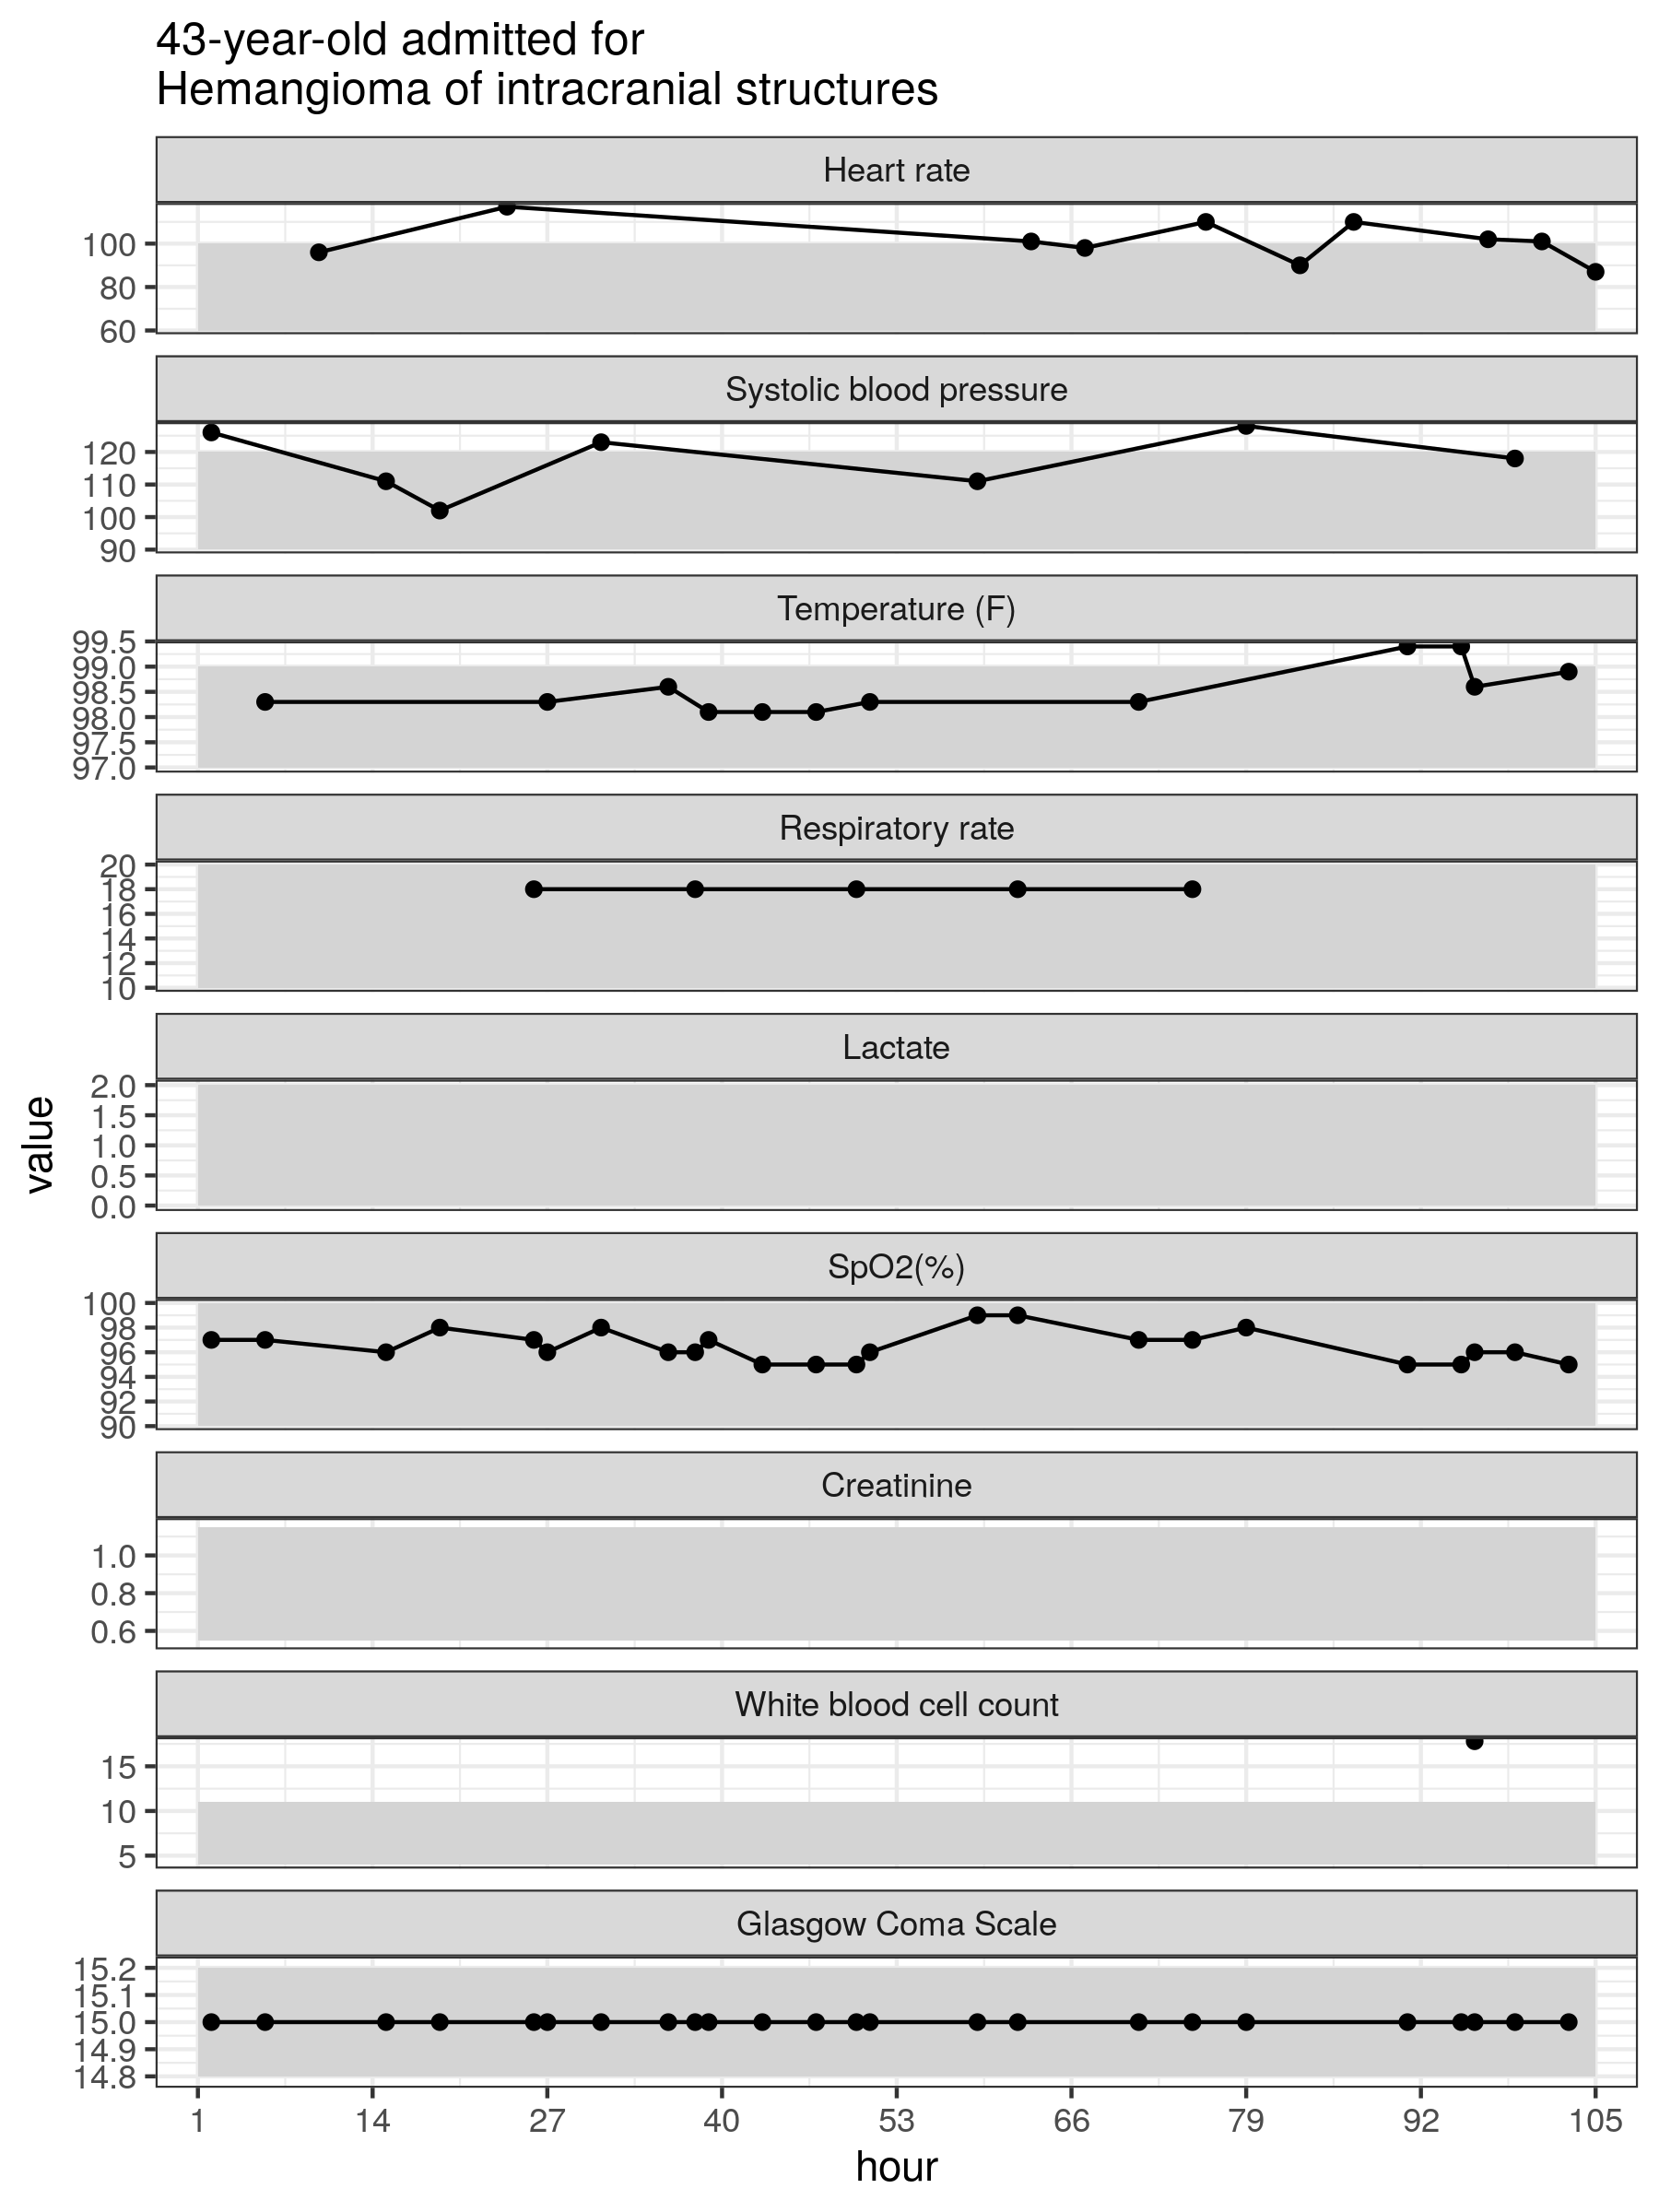 43-year-old admitted for
Hemangioma of intracranial structures
Heart rate
100
80
60
Systolic blood pressure
120
110
100
90
Temperature (F)
99.5
99.0
98.5
98.0
97.5
97.0
Respiratory rate
20
18
16
14
12
10
Lactate
2.0
1.5
1.0
0.5
0.0
value
SpO2(%)
100
98
96
94
92
90
Creatinine
1.0
0.8
0.6
White blood cell count
15
10
5
Glasgow Coma Scale
15.2
15.1
15.0
14.9
14.8
1 14 27 40 53 66 79 92 105
hour